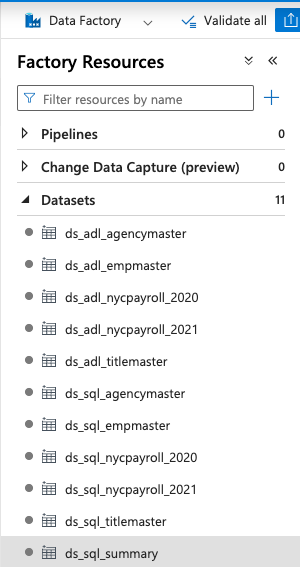 Data Factory Validate all
Factory Resources
Filter resources by name
Pipelines 0
Change Data Capture (preview) 0
Datasets 11
ds_adl_agencymaster
ds_adl_empmaster
ds_adl_nycpayroll_2020
ds_adl_nycpayroll_2021
ds_adl_titlemaster
ds_sql_agencymaster
ds_sql_empmaster
ds_sql_nycpayroll_2020
ds_sql_nycpayroll_2021
ds_sql_titlemaster
ds_sql_summary